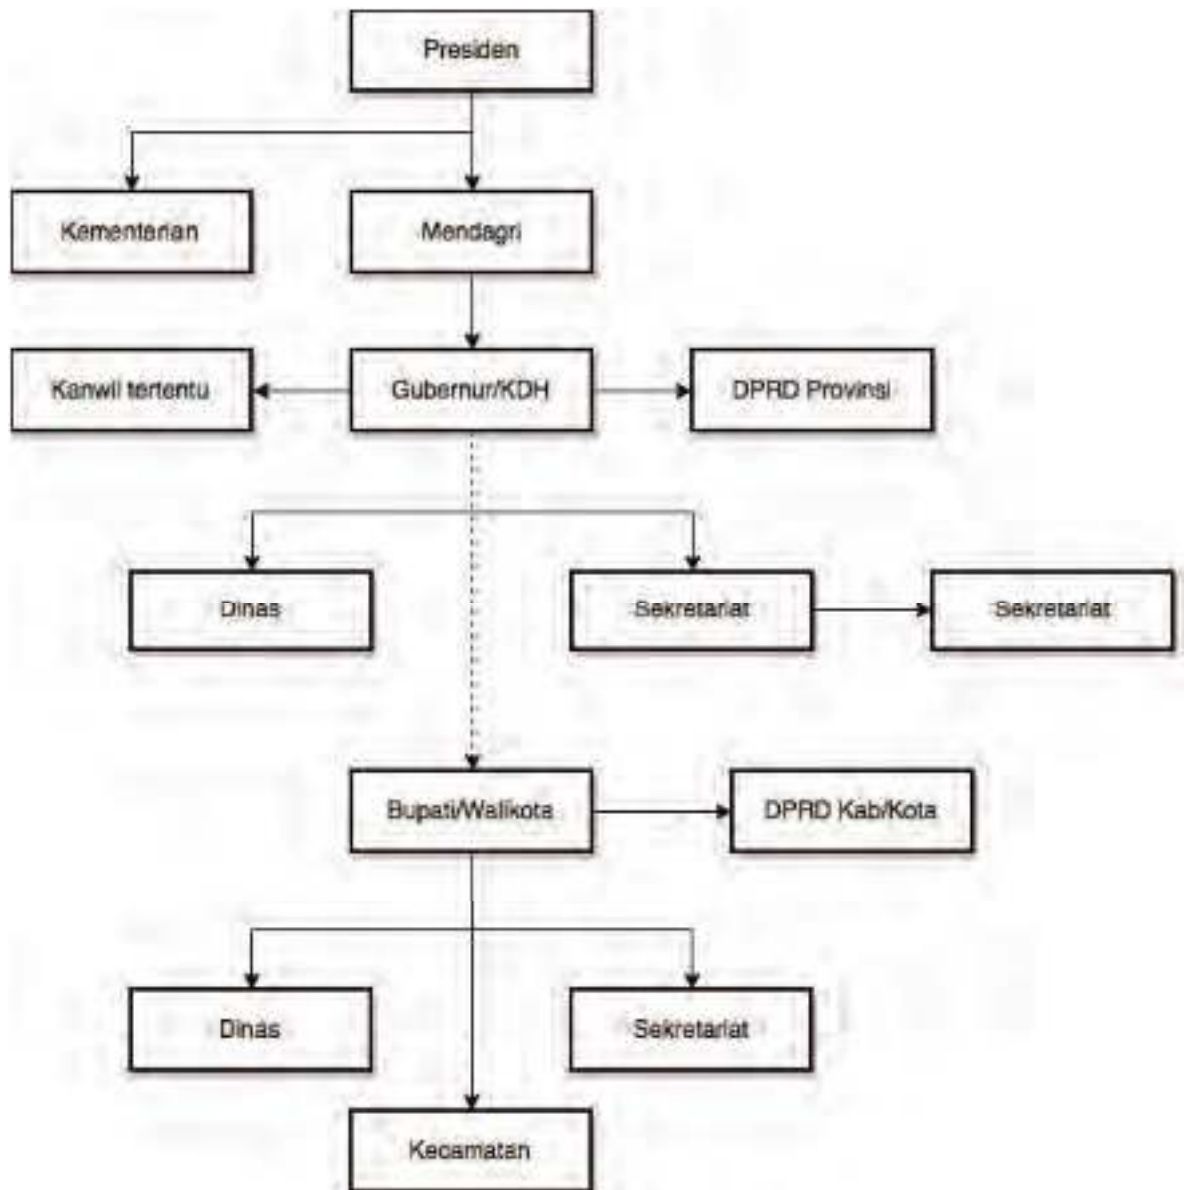 Presiden
Kementerian
Mendagri
Kanwil tertentu
Gubernur/KDH
DPRD Provinsi
Dinas
Sekretariat
Sekretariat
Bupati/Walikota
DPRD Kab/Kota
Dinas
Sekretariat
Kecamatan